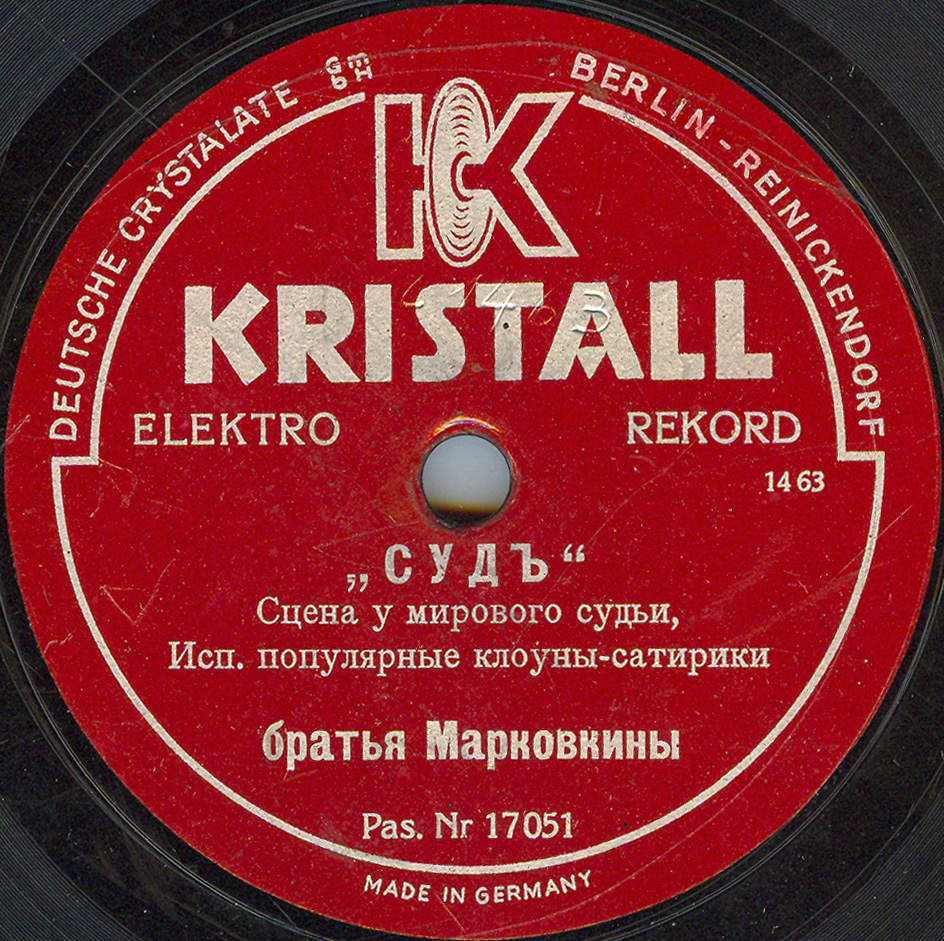 DEUTSCHE CRYSTALATE GMBH
BERLIN - REINICKENDORF
K
KRISTALL
ELEKTRO REKORD
1463
„СУДЪ“
Сцена у мирового судьи,
Исп. популярные клоуны-сатирики
братья Марковкины
Pas. Nr 17051
MADE IN GERMANY